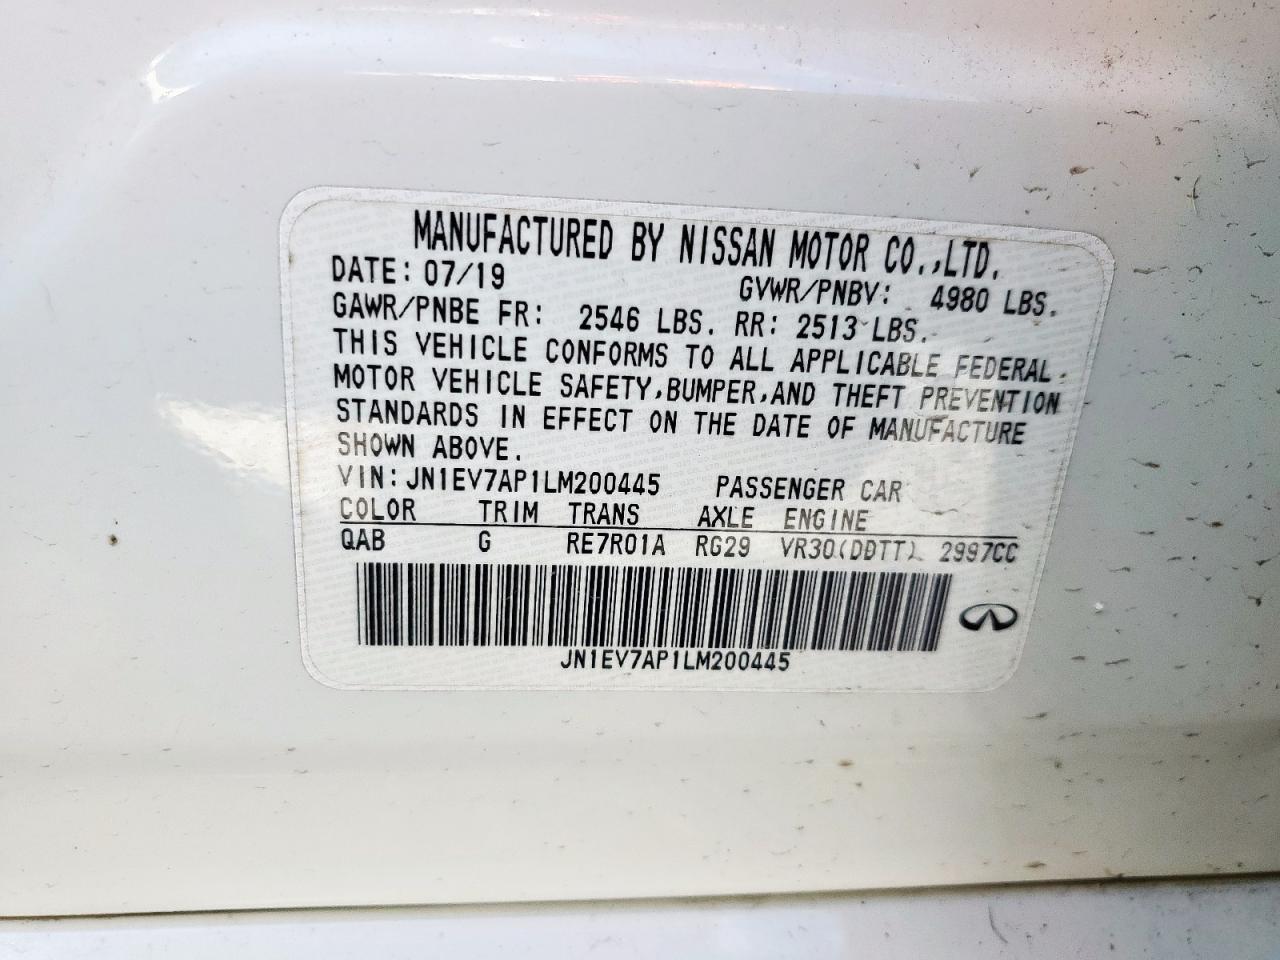 MANUFACTURED BY NISSAN MOTOR CO.,LTD.
DATE: 07/19 GVWR/PNBV: 4980 LBS.
GAWR/PNBE FR: 2546 LBS. RR: 2513 LBS.
THIS VEHICLE CONFORMS TO ALL APPLICABLE FEDERAL
MOTOR VEHICLE SAFETY,BUMPER,AND THEFT PREVENTION
STANDARDS IN EFFECT ON THE DATE OF MANUFACTURE
SHOWN ABOVE.
VIN:JN1EV7AP1LM200445 PASSENGER CAR
COLOR TRIM TRANS AXLE ENGINE
QAB G RE7R01A RG29 VR30(DDTT) 2997CC
JN1EV7AP1LM200445